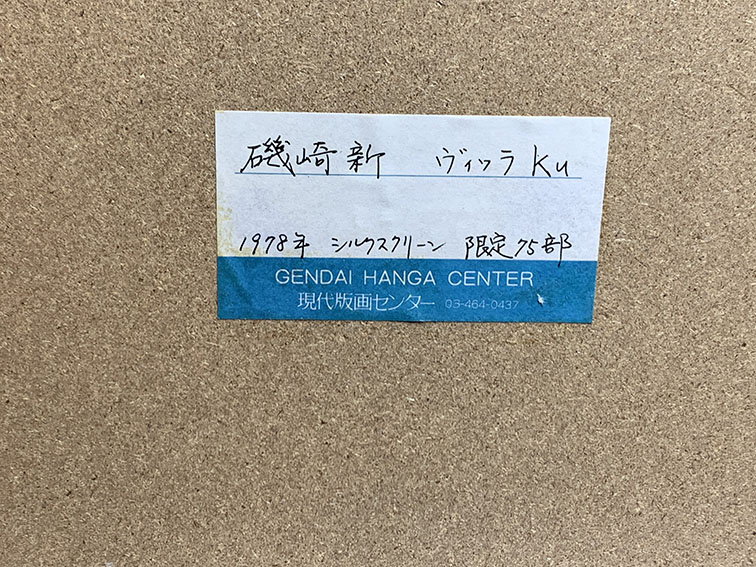 磯崎新 ヴィッラ Ku
1978年 シルクスクリーン 限定75部
GENDAI HANGA CENTER
現代版画センター 03-464-0437